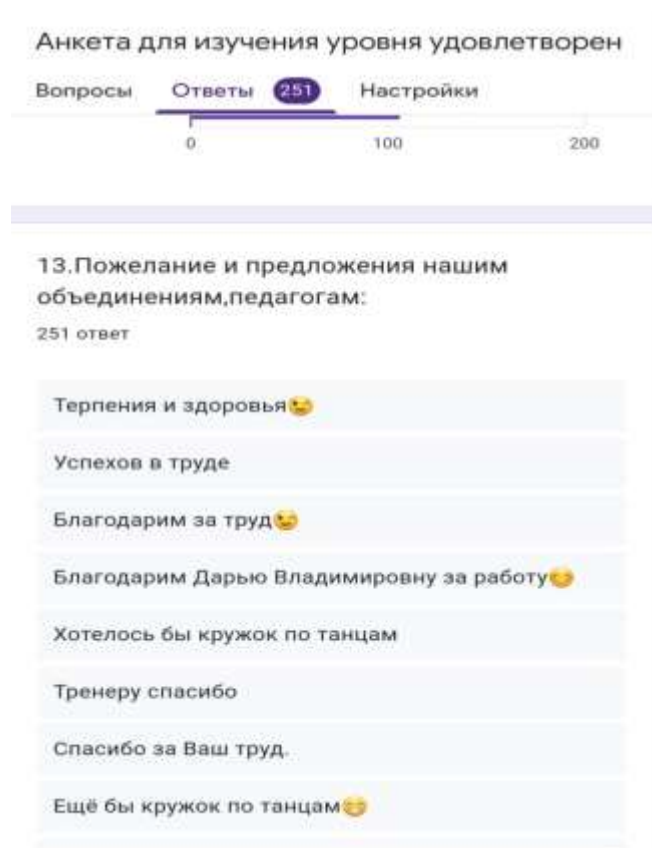 Анкета для изучения уровня удовлетворен
Вопросы Ответы 251 Настройки
0 100 200
13.Пожелание и предложения нашим
объединениям,педагогам:
251 ответ
Терпения и здоровья😉
Успехов в труде
Благодарим за труд😉
Благодарим Дарью Владимировну за работу😊
Хотелось бы кружок по танцам
Тренеру спасибо
Спасибо за Ваш труд.
Ещё бы кружок по танцам😊